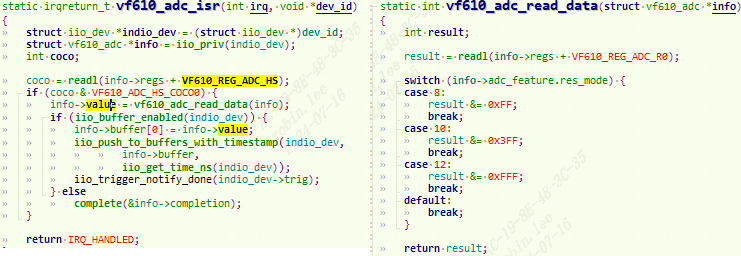 static irqreturn_t vf610_adc_isr(int irq, void *dev_id)
{
struct iio_dev *indio_dev = (struct iio_dev *)dev_id;
struct vf610_adc *info = iio_priv(indio_dev);
int coco;
coco = readl(info->regs + VF610_REG_ADC_HS);
if (coco & VF610_ADC_HS_COCO0) {
info->value = vf610_adc_read_data(info);
if (iio_buffer_enabled(indio_dev)) {
info->buffer[0] = info->value;
iio_push_to_buffers_with_timestamp(indio_dev,
info->buffer,
iio_get_time_ns(indio_dev));
iio_trigger_notify_done(indio_dev->trig);
} else
complete(&info->completion);
}
return IRQ_HANDLED;
static int vf610_adc_read_data(struct vf610_adc *info)
{
int result;
result = readl(info->regs + VF610_REG_ADC_R0);
switch (info->adc_feature.res_mode) {
case 8:
result &= 0xFF;
break;
case 10:
result &= 0x3FF;
break;
case 12:
result &= 0xFFF;
break;
default:
break;
}
return result;